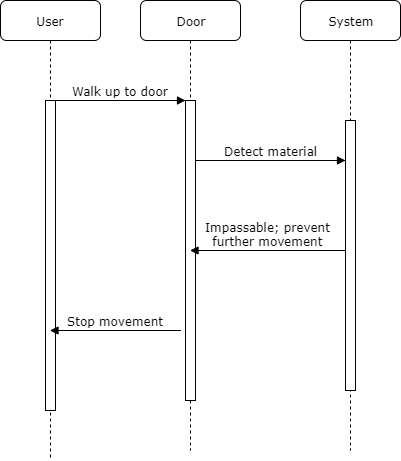 User
Door
System
Walk up to door
Detect material
Impassable; prevent
further movement
Stop movement